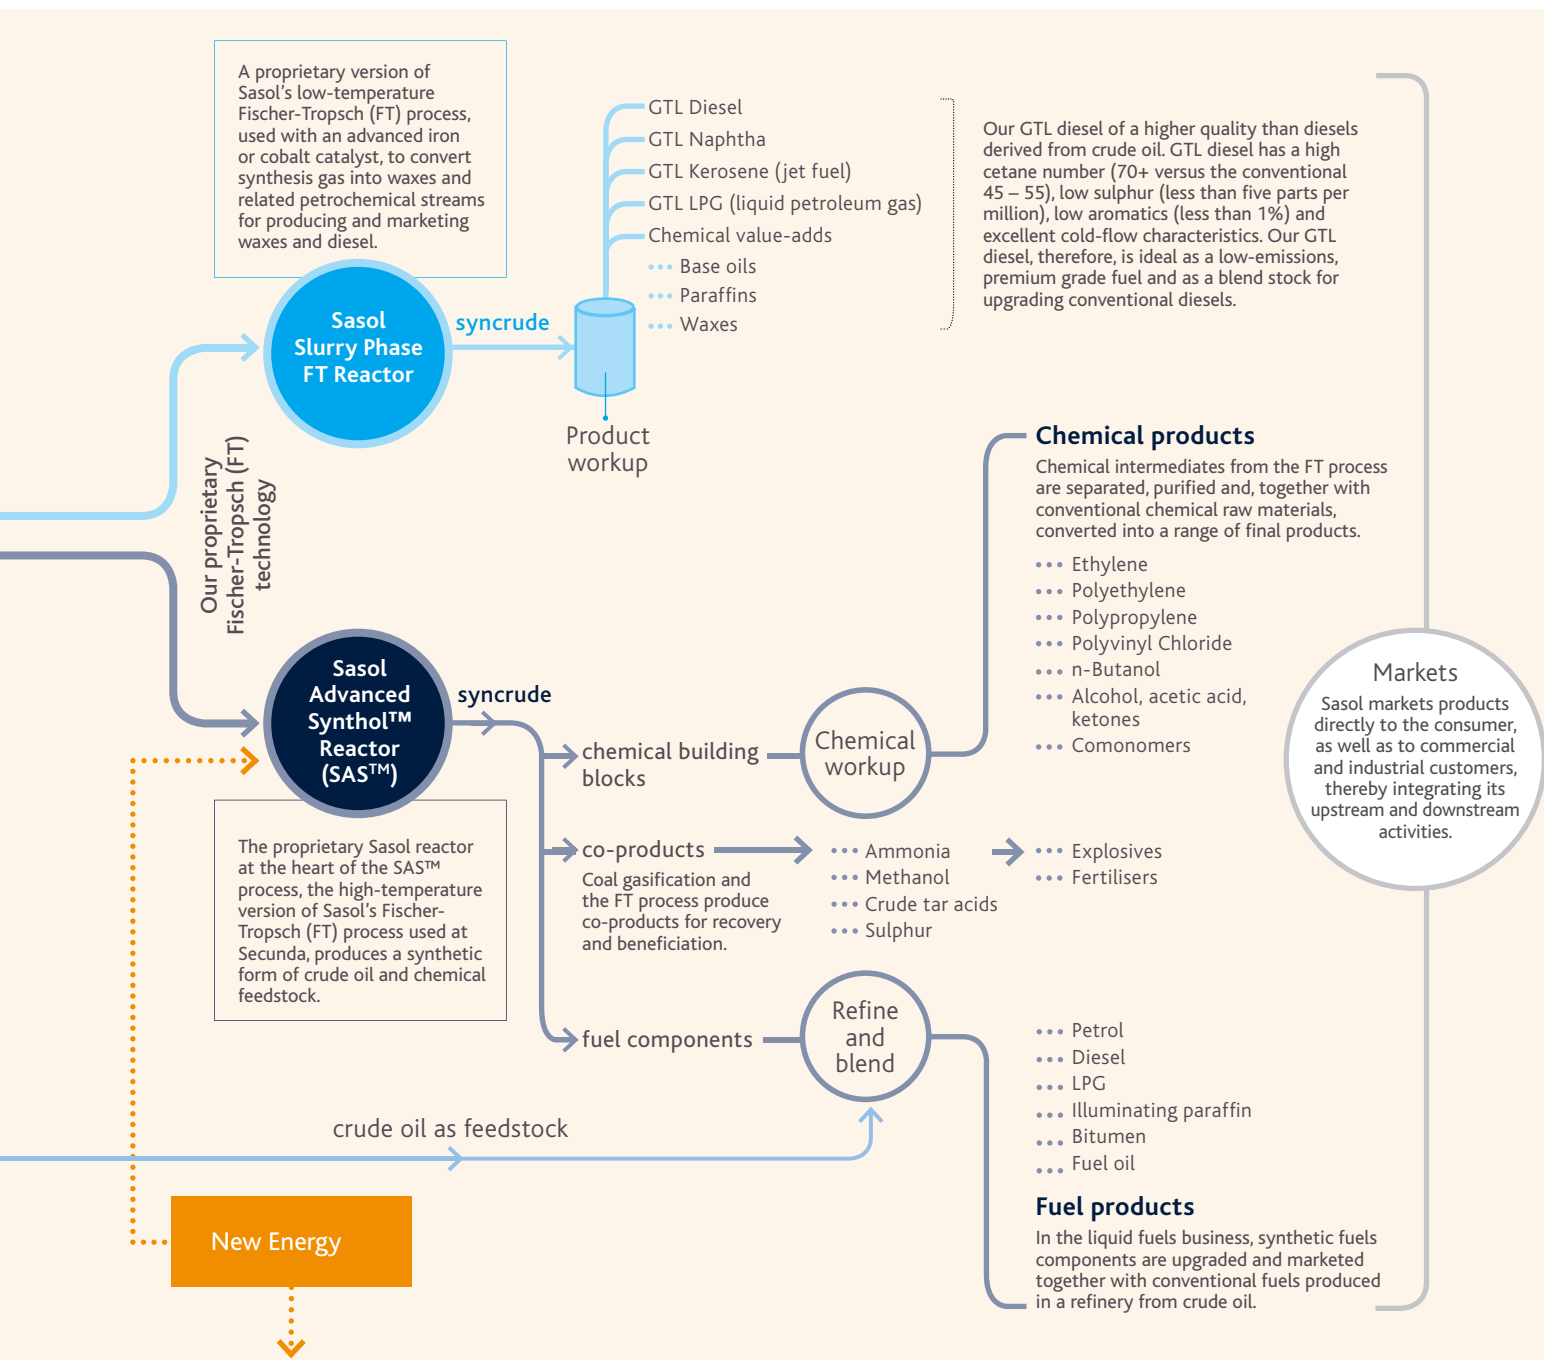 A proprietary version of
Sasol's low-temperature
Fischer-Tropsch (FT) process,
used with an advanced iron
or cobalt catalyst, to convert
synthesis gas into waxes and
related petrochemical streams
for producing and marketing
waxes and diesel.
Sasol
Slurry Phase
FT Reactor
syncrude
Product
workup
GTL Diesel
GTL Naphtha
GTL Kerosene (jet fuel)
GTL LPG (liquid petroleum gas)
Chemical value-adds
Base oils
Paraffins
Waxes
Our GTL diesel of a higher quality than diesels
derived from crude oil. GTL diesel has a high
cetane number (70+ versus the conventional
45 – 55), low sulphur (less than five parts per
million), low aromatics (less than 1%) and
excellent cold-flow characteristics. Our GTL
diesel, therefore, is ideal as a low-emissions,
premium grade fuel and as a blend stock for
upgrading conventional diesels.
Our proprietary
Fischer-Tropsch (FT)
technology
Sasol
Advanced
Synthol™
Reactor
(SAS™)
syncrude
The proprietary Sasol reactor
at the heart of the SAS™
process, the high-temperature
version of Sasol's Fischer-
Tropsch (FT) process used at
Secunda, produces a synthetic
form of crude oil and chemical
feedstock.
chemical building
blocks
Chemical
workup
Chemical products
Chemical intermediates from the FT process
are separated, purified and, together with
conventional chemical raw materials,
converted into a range of final products.
Ethylene
Polyethylene
Polypropylene
Polyvinyl Chloride
n-Butanol
Alcohol, acetic acid,
ketones
Comonomers
co-products
Coal gasification and
the FT process produce
co-products for recovery
and beneficiation.
Ammonia
Methanol
Crude tar acids
Sulphur
Explosives
Fertilisers
fuel components
Refine
and
blend
crude oil as feedstock
Petrol
Diesel
LPG
Illuminating paraffin
Bitumen
Fuel oil
Fuel products
In the liquid fuels business, synthetic fuels
components are upgraded and marketed
together with conventional fuels produced
in a refinery from crude oil.
Markets
Sasol markets products
directly to the consumer,
as well as to commercial
and industrial customers,
thereby integrating its
upstream and downstream
activities.
New Energy